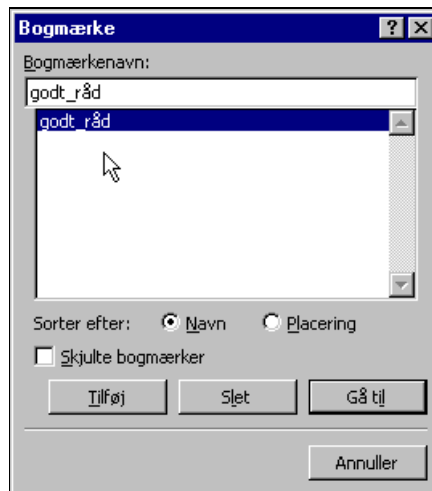 Bogmærke
Bogmærkenavn:
godt_råd
godt_råd
Sorter efter: Navn Placering
Skjulte bogmærker
Tilføj Slet Gå til
Annuller